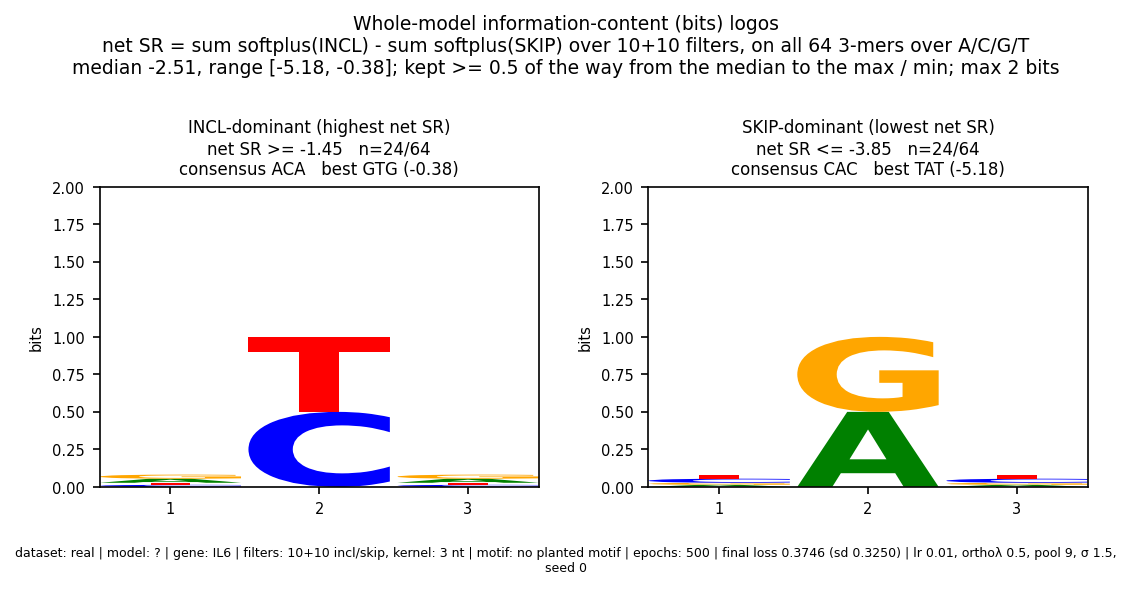 Whole-model information-content (bits) logos
net SR = sum softplus(INCL) - sum softplus(SKIP) over 10+10 filters, on all 64 3-mers over A/C/G/T
median -2.51, range [-5.18, -0.38]; kept >= 0.5 of the way from the median to the max / min; max 2 bits
INCL-dominant (highest net SR)
net SR >= -1.45   n=24/64
consensus ACA   best GTG (-0.38)
2.00
1.75
1.50
1.25
1.00
0.75
0.50
0.25
0.00
bits
T
C
1 2 3
SKIP-dominant (lowest net SR)
net SR <= -3.85   n=24/64
consensus CAC   best TAT (-5.18)
2.00
1.75
1.50
1.25
1.00
0.75
0.50
0.25
0.00
bits
G
A
1 2 3
dataset: real | model: ? | gene: IL6 | filters: 10+10 incl/skip, kernel: 3 nt | motif: no planted motif | epochs: 500 | final loss 0.3746 (sd 0.3250) | lr 0.01, orthoλ 0.5, pool 9, σ 1.5,
seed 0